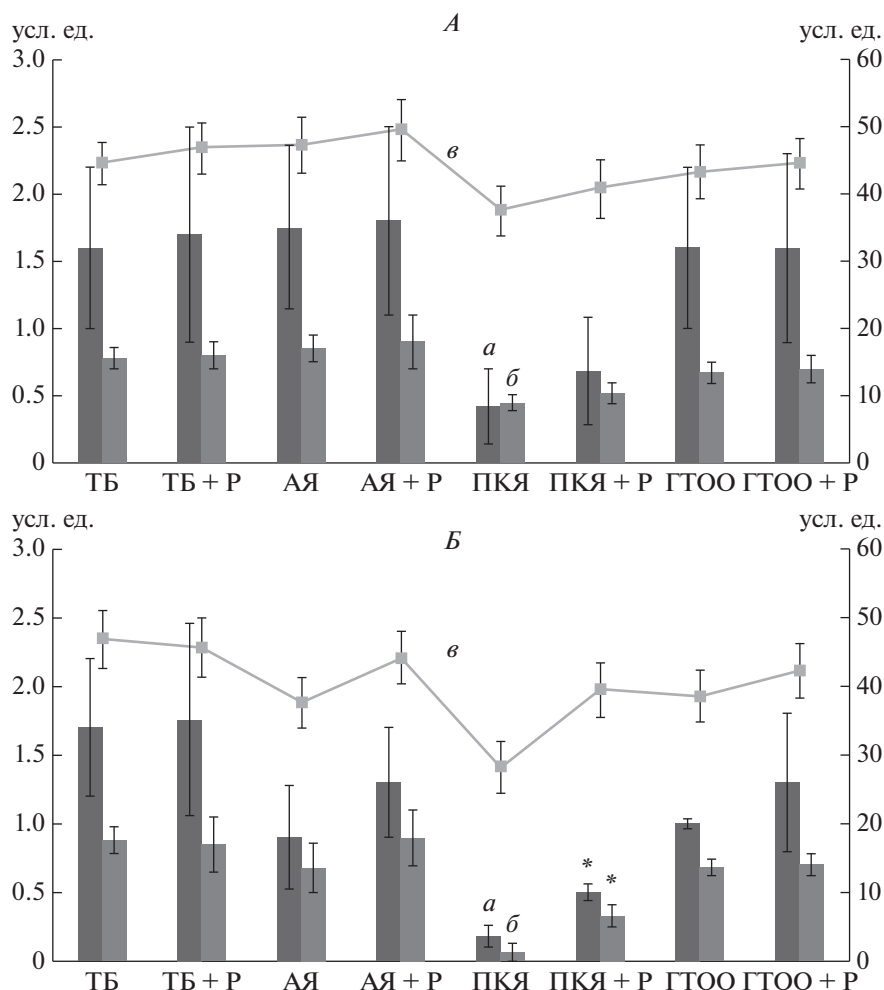 А
усл. ед. усл. ед.
3.0 60
2.5 50
в
2.0 40
1.5 30
1.0 20
а
б
0.5 10
0 0
ТБ ТБ + Р АЯ АЯ + Р ПКЯ ПКЯ + Р ГТОО ГТОО + Р
усл. ед. Б усл. ед.
3.0 60
2.5 50
в
2.0 40
1.5 30
1.0 20
* *
а
б
0.5 10
0 0
ТБ ТБ + Р АЯ АЯ + Р ПКЯ ПКЯ + Р ГТОО ГТОО + Р